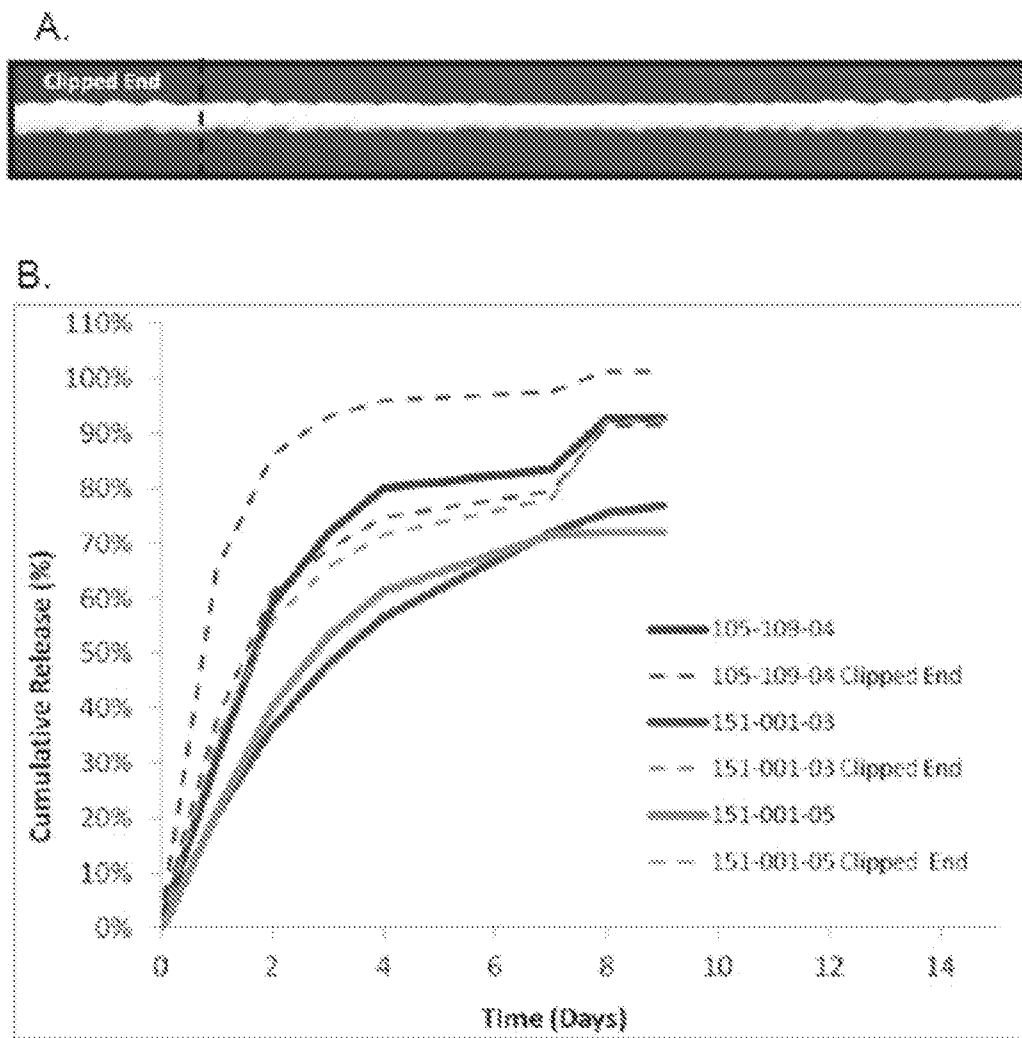 A.
Clipped End
B.
110%
100%
90%
80%
70%
60%
50%
40%
30%
20%
10%
0%
Cumulative Release (%)
0 2 4 6 8 10 12 14
Time (Days)
105-109-04
105-109-04 Clipped End
151-001-03
151-001-03 Clipped End
151-001-05
151-001-05 Clipped End